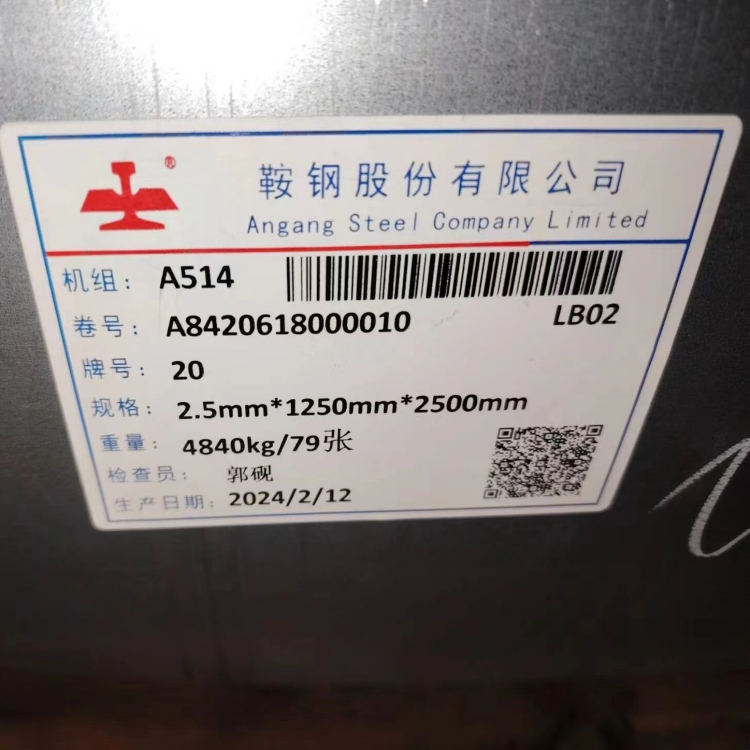 ®
鞍钢股份有限公司
Angang Steel Company Limited
机组: A514
卷号: A8420618000010 LB02
牌号: 20
规格: 2.5mm*1250mm*2500mm
重量: 4840kg/79张
检查员: 郭砚
生产日期: 2024/2/12